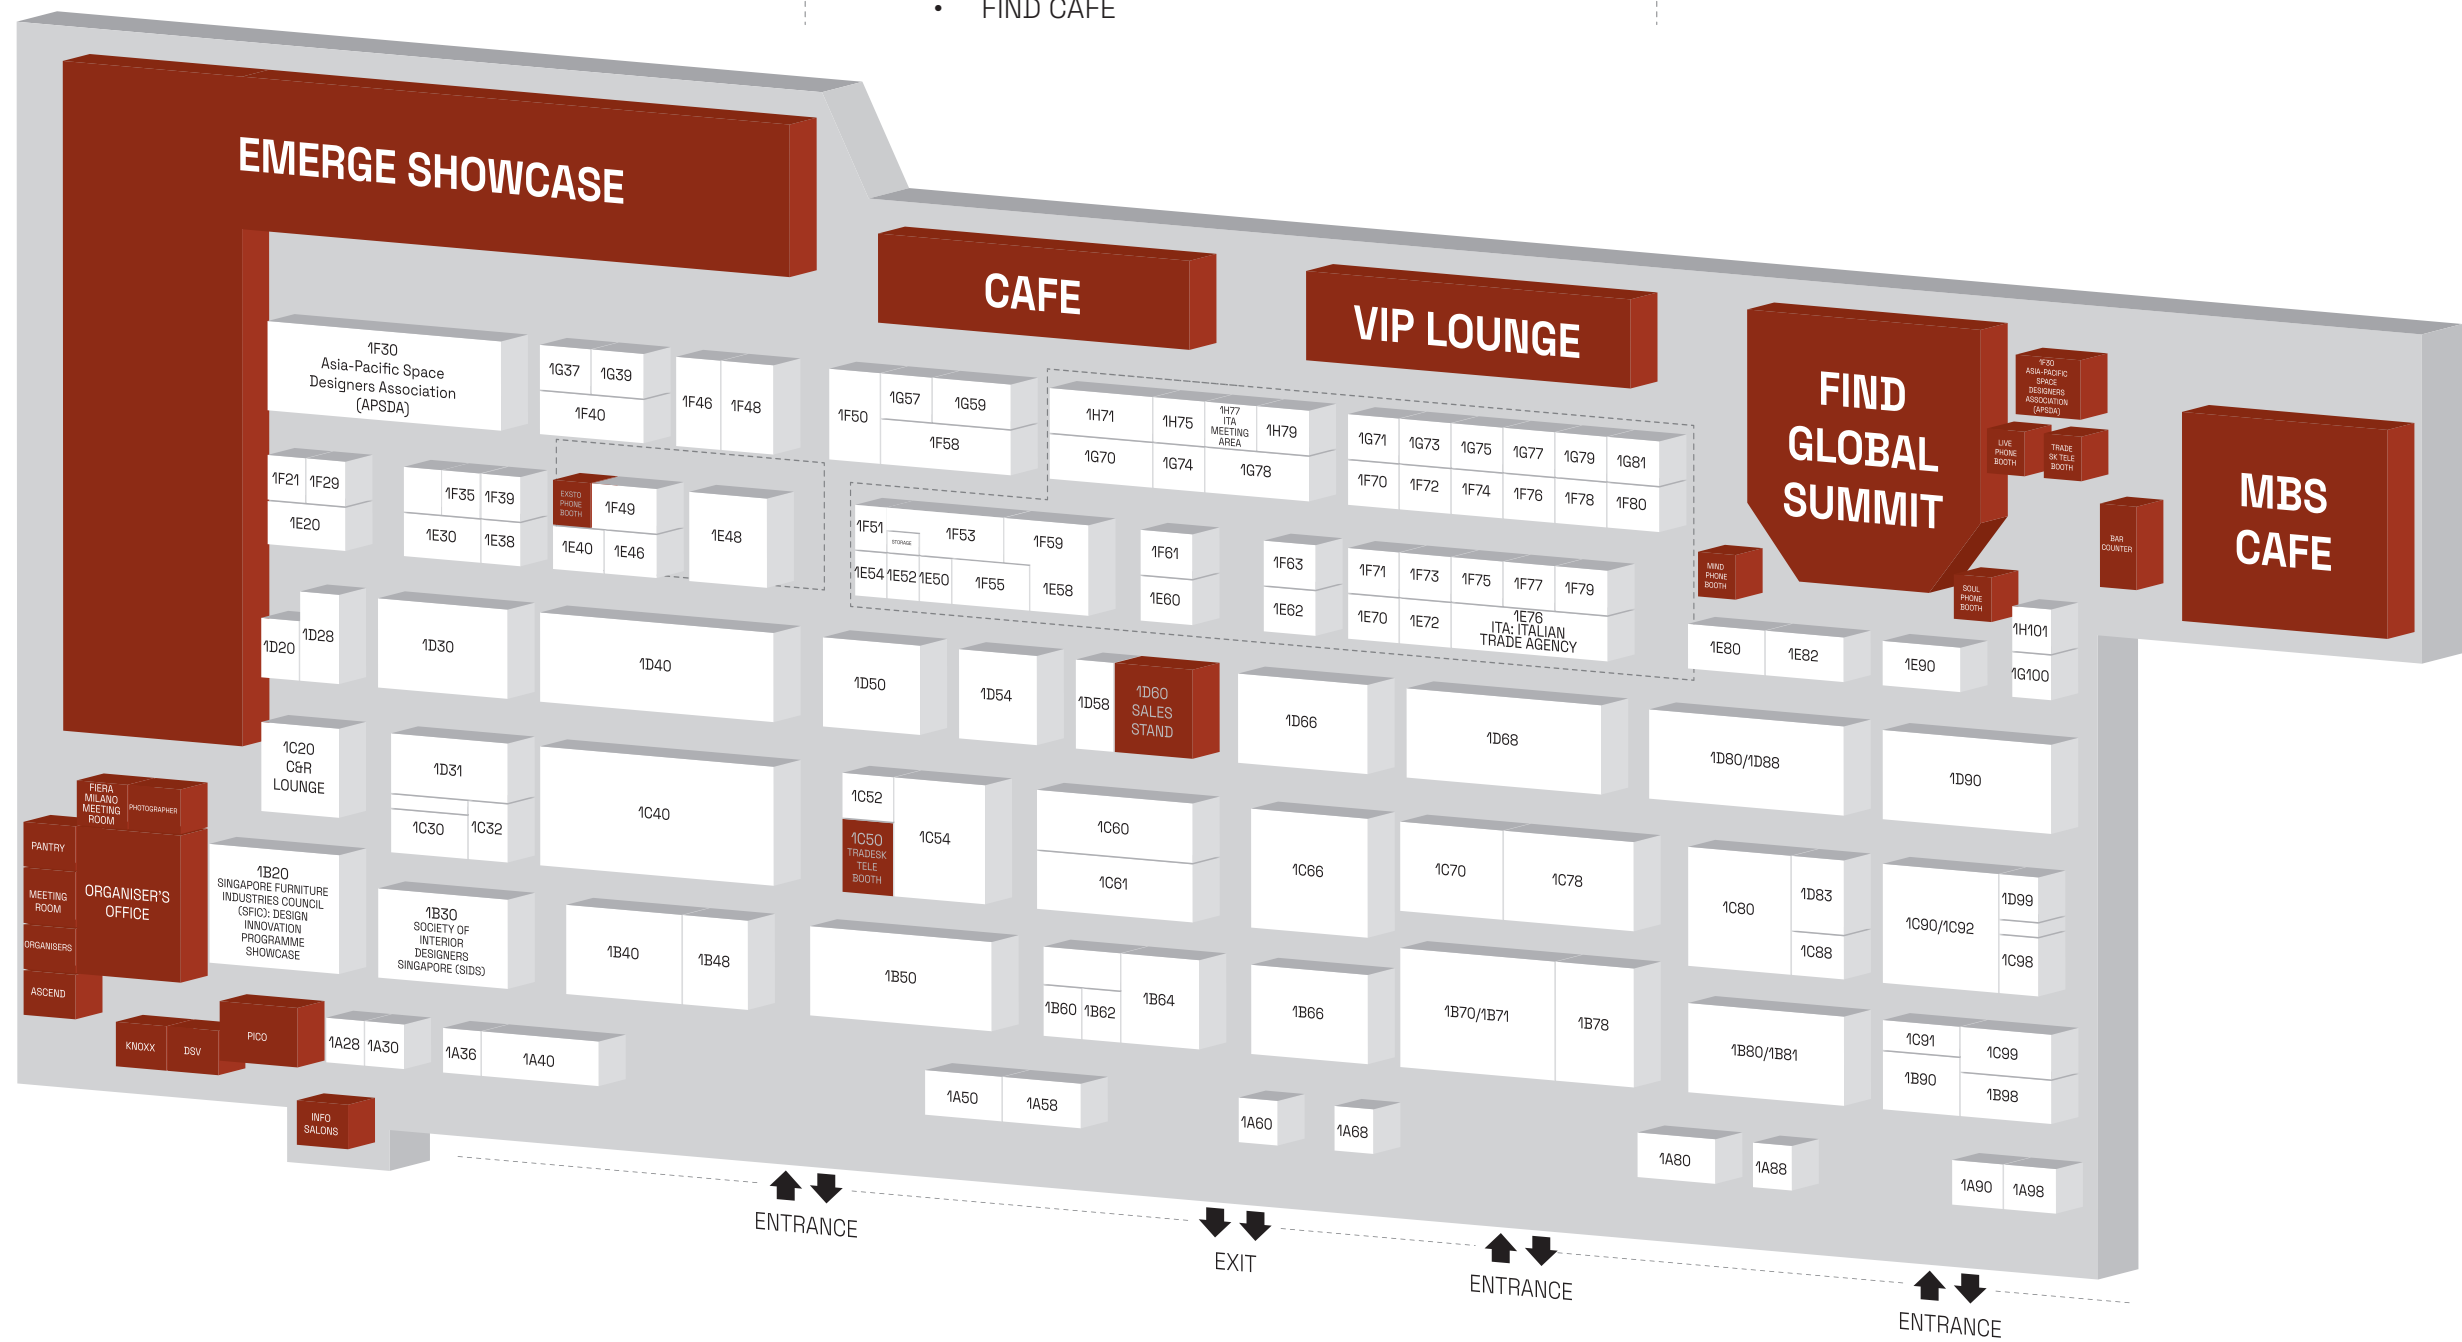 • FIND CAFE
EMERGE SHOWCASE
CAFE
VIP LOUNGE
FIND
GLOBAL
SUMMIT
1F30
ASIA-PACIFIC
SPACE
DESIGNERS
ASSOCIATION
(APSDA)
LIVE
PHONE
BOOTH
TRADE
SK TELE
BOOTH
MBS
CAFE
BAR
COUNTER
MIND
PHONE
BOOTH
SOUL
PHONE
BOOTH
1F30
Asia-Pacific Space
Designers Association
(APSDA)
1G37
1G39
1F40
1F46
1F48
1F50
1G57
1G59
1F58
1H71
1H75
1H77
ITA
MEETING
AREA
1H79
1G70
1G74
1G78
1G71
1G73
1G75
1G77
1G79
1G81
1F70
1F72
1F74
1F76
1F78
1F80
1F21
1F29
1E20
1F35
1F39
1E30
1E38
EXSTO
PHONE
BOOTH
1F49
1E40
1E46
1E48
1F51
STORAGE
1F53
1F59
1E54
1E52
1E50
1F55
1E58
1F61
1E60
1F63
1E62
1F71
1F73
1F75
1F77
1F79
1E70
1E72
1E76
ITA: ITALIAN
TRADE AGENCY
1E80
1E82
1E90
1H101
1G100
1D20
1D28
1D30
1D40
1D50
1D54
1D58
1D60
SALES
STAND
1D66
1D68
1D80/1D88
1D90
1C20
C&R
LOUNGE
1D31
1C30
1C32
1C40
1C52
1C50
TRADESK
TELE
BOOTH
1C54
1C60
1C61
1C66
1C70
1C78
1C80
1D83
1C88
1C90/1C92
1D99
1C98
FIERA
MILANO
MEETING
ROOM
PHOTOGRAPHER
PANTRY
MEETING
ROOM
ORGANISERS
ASCEND
ORGANISER'S
OFFICE
1B20
SINGAPORE FURNITURE
INDUSTRIES COUNCIL
(SFIC): DESIGN
INNOVATION
PROGRAMME
SHOWCASE
1B30
SOCIETY OF
INTERIOR
DESIGNERS
SINGAPORE (SIDS)
1B40
1B48
1B50
1B60
1B62
1B64
1B66
1B70/1B71
1B78
1B80/1B81
1C91
1C99
1B90
1B98
KNOXX
DSV
PICO
1A28
1A30
1A36
1A40
1A50
1A58
1A60
1A68
1A80
1A88
1A90
1A98
INFO
SALONS
ENTRANCE
EXIT
ENTRANCE
ENTRANCE